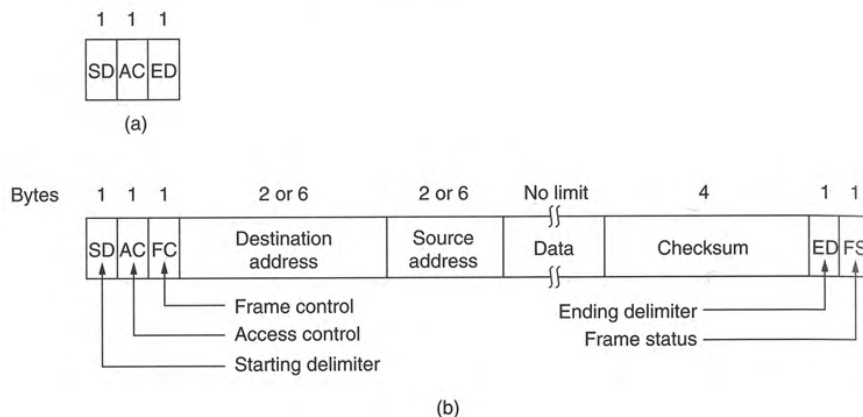 1 1 1
SD AC ED
(a)
Bytes 1 1 1 2 or 6 2 or 6 No limit 4 1 1
SD AC FC Destination address Source address Data Checksum ED FS
Frame control
Access control
Starting delimiter
Ending delimiter
Frame status
(b)